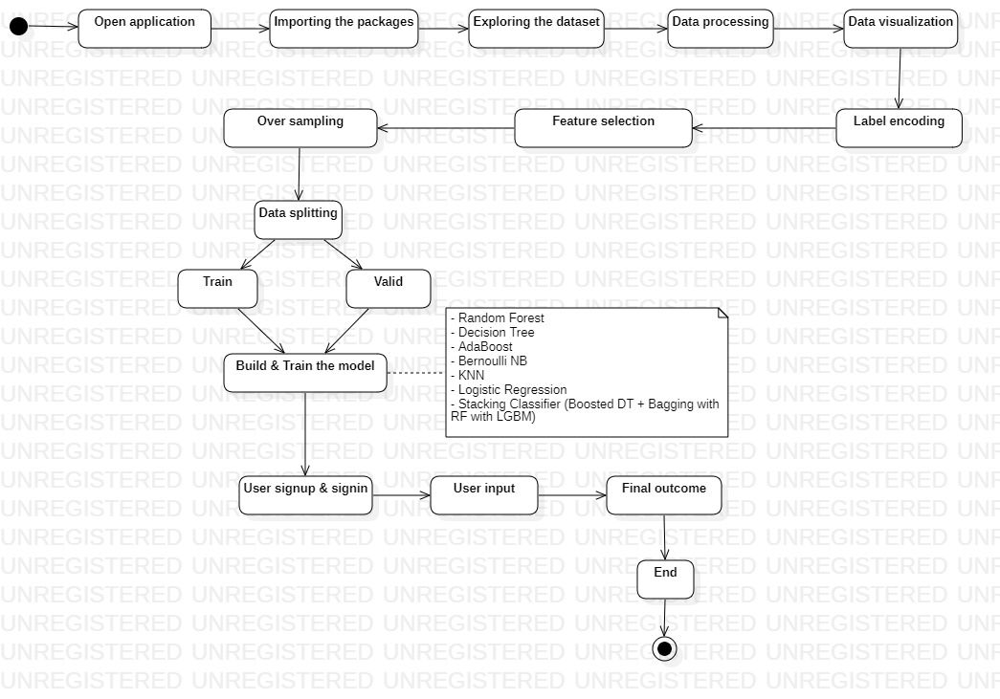 Open application
Importing the packages
Exploring the dataset
Data processing
Data visualization
Over sampling
Feature selection
Label encoding
Data splitting
Train
Valid
- Random Forest
- Decision Tree
- AdaBoost
- Bernoulli NB
- KNN
- Logistic Regression
- Stacking Classifier (Boosted DT + Bagging with
RF with LGBM)
Build & Train the model
User signup & signin
User input
Final outcome
End
UNREGISTERED